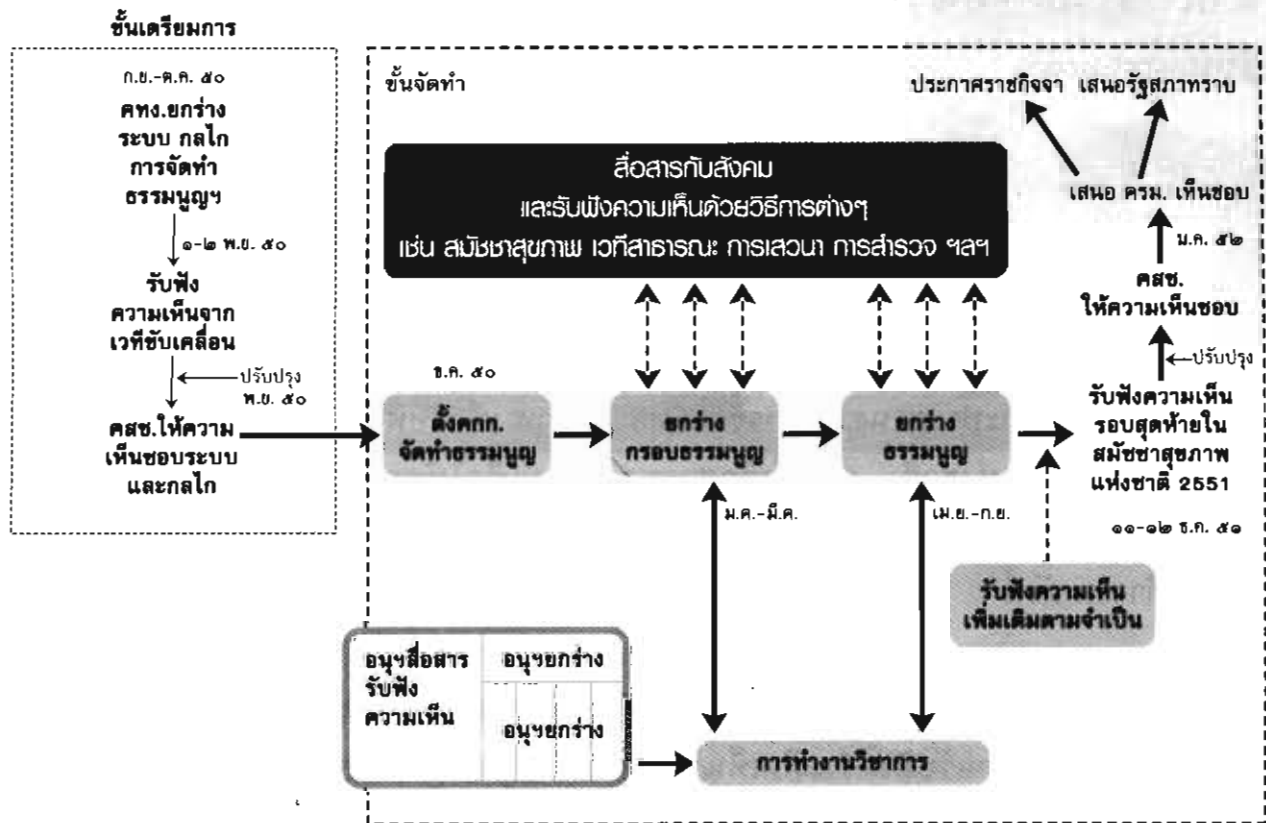 ขั้นเตรียมการ
ก.ย.-ต.ค. ๕๐
คทง.ยกร่าง
ระบบ กลไก
การจัดทำ
ธรรมนูญฯ
๑-๒ พ.ย. ๕๐
รับฟัง
ความเห็นจาก
เวทีขับเคลื่อน
ปรับปรุง
พ.ย. ๕๐
คสช.ให้ความ
เห็นชอบระบบ
และกลไก
ขั้นจัดทำ
สื่อสารกับสังคม
และรับฟังความเห็นด้วยวิธีการต่างๆ
เช่น สมัชชาสุขภาพ เวทีสาธารณะ การเสวนา การสำรวจ ฯลฯ
ธ.ค. ๕๐
ตั้งคกก.
จัดทำธรรมนูญ
ยกร่าง
กรอบธรรมนูญ
ยกร่าง
ธรรมนูญ
ม.ค.-มี.ค.
เม.ย.-ก.ย.
ประกาศราชกิจจา เสนอรัฐสภาทราบ
เสนอ ครม. เห็นชอบ
ม.ค. ๕๒
คสช.
ให้ความเห็นชอบ
ปรับปรุง
รับฟังความเห็น
รอบสุดท้ายใน
สมัชชาสุขภาพ
แห่งชาติ 2551
๑๑-๑๒ ธ.ค. ๕๑
รับฟังความเห็น
เพิ่มเติมตามจำเป็น
อนุฯสื่อสาร
รับฟัง
ความเห็น
อนุฯยกร่าง
อนุฯยกร่าง
การทำงานวิชาการ